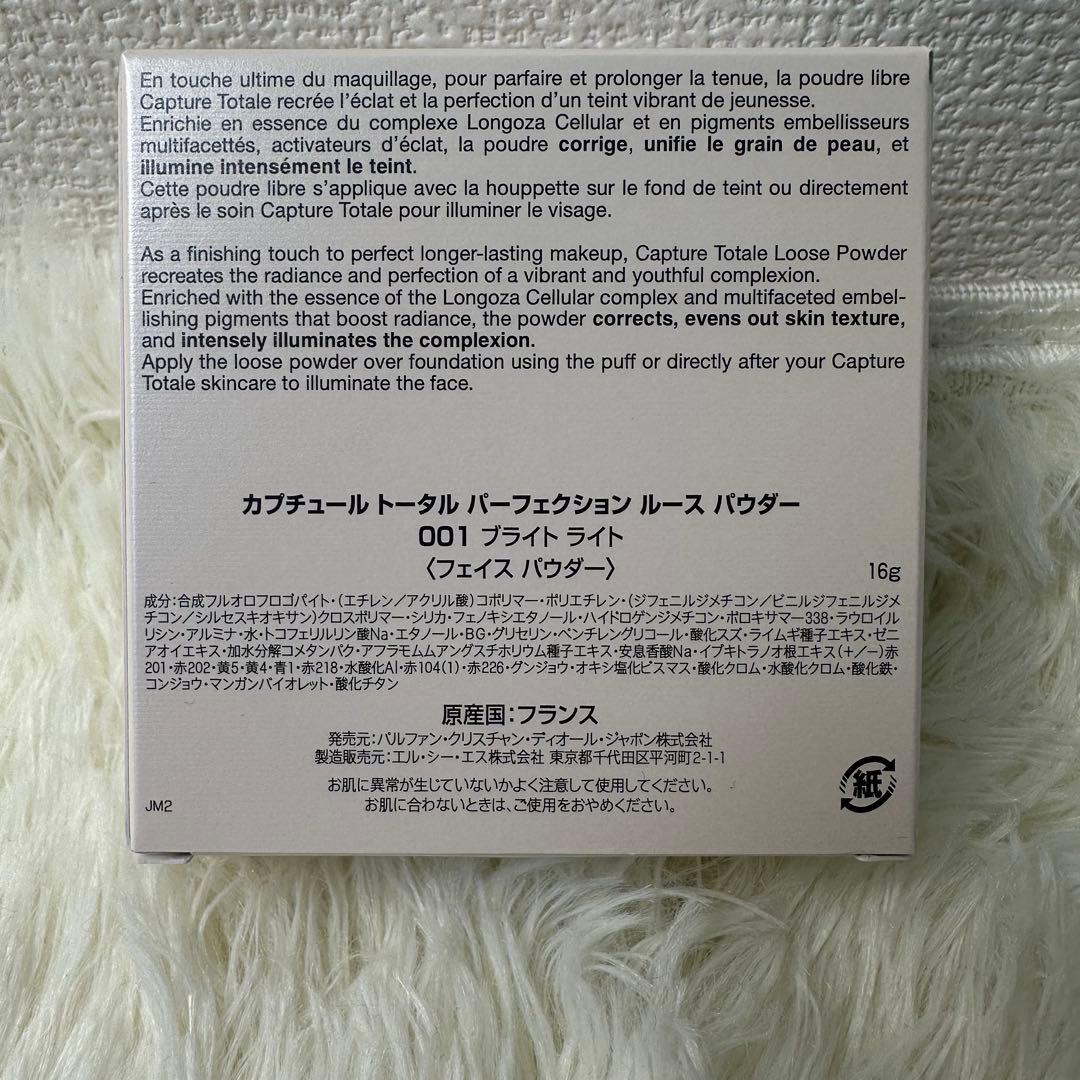 En touche ultime du maquillage, pour parfaire et prolonger la tenue, la poudre libre
Capture Totale recrée l'éclat et la perfection d'un teint vibrant de jeunesse.
Enrichie en essence du complexe Longoza Cellular et en pigments embellisseurs
multifacettés, activateurs d'éclat, la poudre corrige, unifie le grain de peau, et
illumine intensément le teint.
Cette poudre libre s'applique avec la houppette sur le fond de teint ou directement
après le soin Capture Totale pour illuminer le visage.
As a finishing touch to perfect longer-lasting makeup, Capture Totale Loose Powder
recreates the radiance and perfection of a vibrant and youthful complexion.
Enriched with the essence of the Longoza Cellular complex and multifaceted embel-
lishing pigments that boost radiance, the powder corrects, evens out skin texture,
and intensely illuminates the complexion.
Apply the loose powder over foundation using the puff or directly after your Capture
Totale skincare to illuminate the face.
カプチュール トータル パーフェクション ルース パウダー
001 ブライト ライト
〈フェイス パウダー〉 16g
成分：合成フルオロフロゴパイト・（エチレン／アクリル酸）コポリマー・ポリエチレン・（ジフェニルジメチコン／ビニルジフェニルジメ
チコン／シルセスキオキサン）クロスポリマー・シリカ・フェノキシエタノール・ハイドロゲンジメチコン・ポロキサマー338・ラウロイル
リシン・アルミナ・水・トコフェリルリン酸Na・エタノール・BG・グリセリン・ペンチレングリコール・酸化スズ・ライムギ種子エキス・ゼニ
アオイエキス・加水分解コメタンパク・アフラモムムアングスチホリウム種子エキス・安息香酸Na・イブキトラノオ根エキス（＋／−）赤
201・赤202・黄5・黄4・青1・赤218・水酸化Al・赤104(1)・赤226・グンジョウ・オキシ塩化ビスマス・酸化クロム・水酸化クロム・酸化鉄・
コンジョウ・マンガンバイオレット・酸化チタン
原産国：フランス
発売元：パルファン・クリスチャン・ディオール・ジャポン株式会社
製造販売元：エル・シー・エス株式会社 東京都千代田区平河町2-1-1
お肌に異常が生じていないかよく注意して使用してください。
お肌に合わないときは、ご使用をおやめください。
JM2
紙